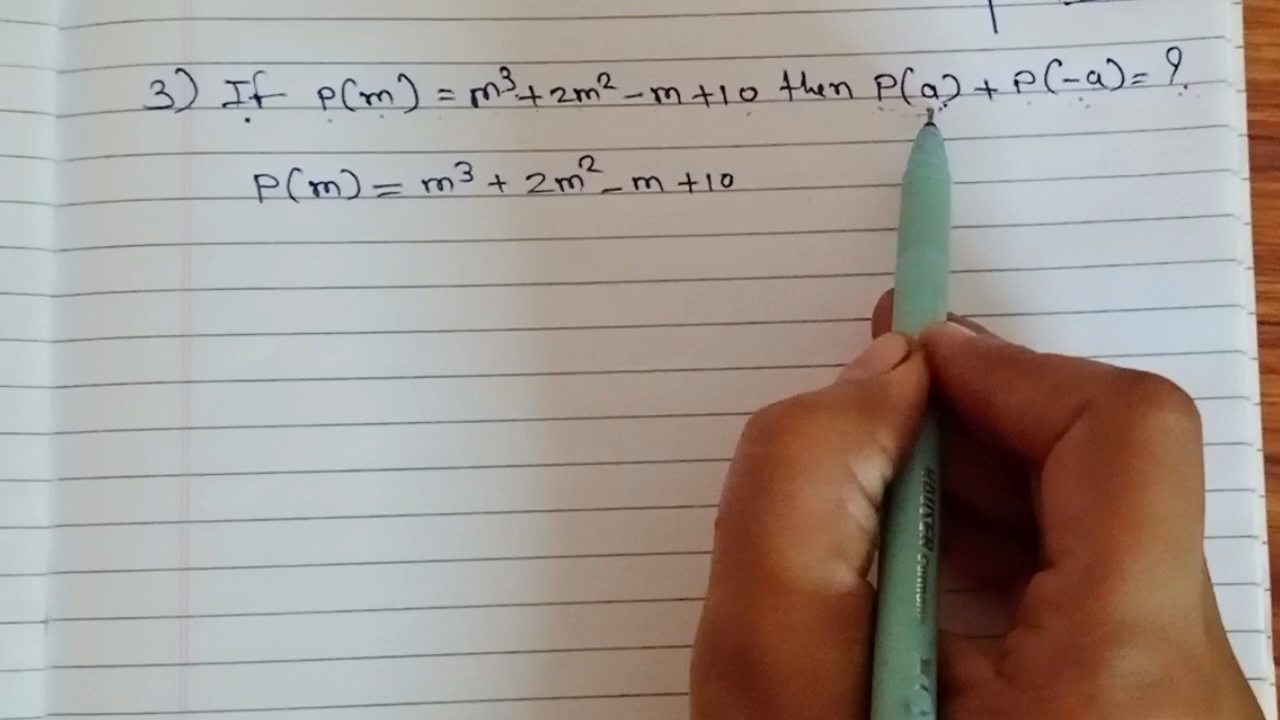 3) If p(m) = m³ + 2m² - m + 10 then P(a) + P(-a) = ?
P(m) = m³ + 2m² - m + 10